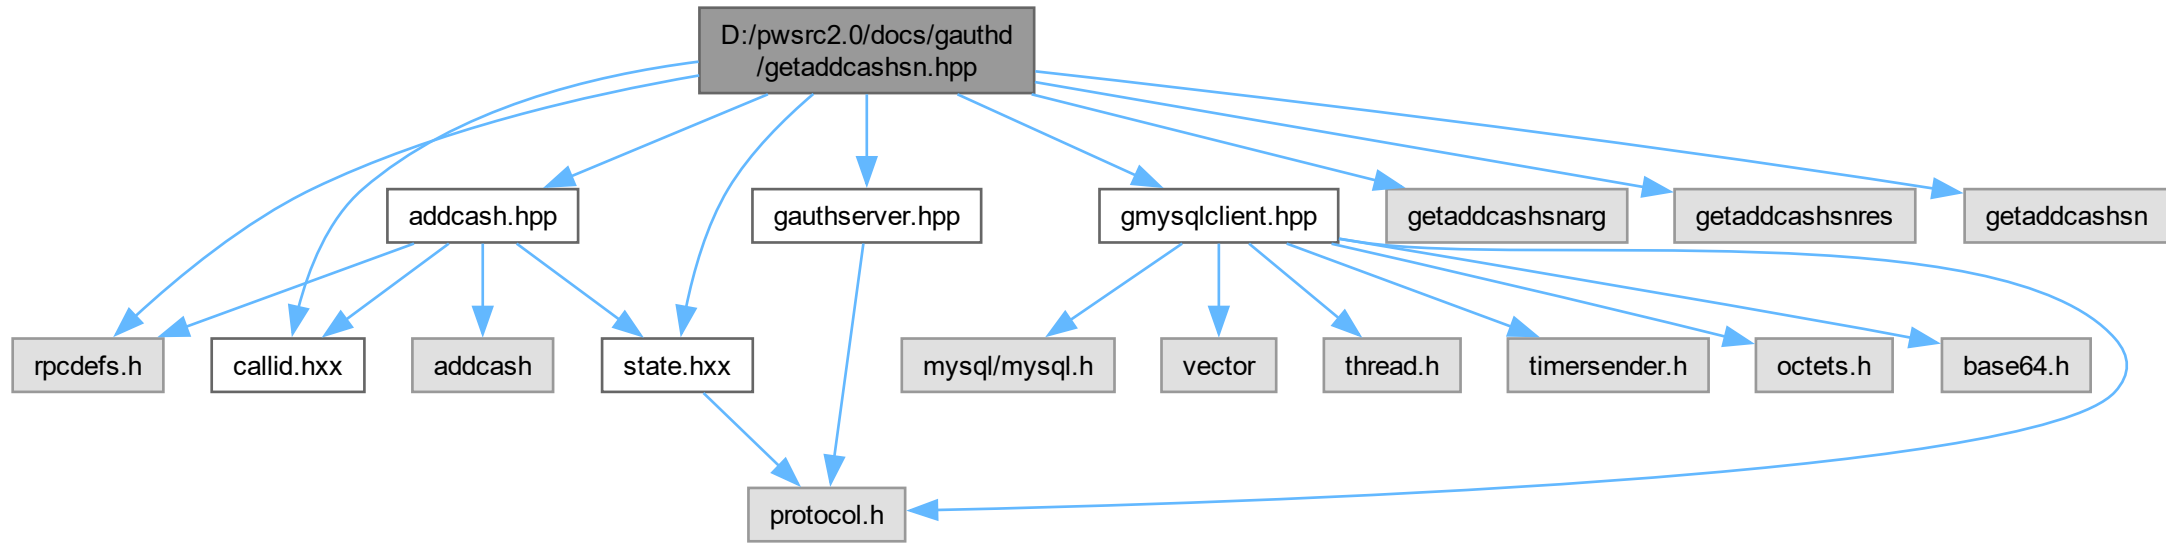 D:/pwsrc2.0/docs/gauthd
/getaddcashsn.hpp
addcash.hpp
gauthserver.hpp
gmysqlclient.hpp
getaddcashsnarg
getaddcashsnres
getaddcashsn
rpcdefs.h
callid.hxx
addcash
state.hxx
mysql/mysql.h
vector
thread.h
timersender.h
octets.h
base64.h
protocol.h